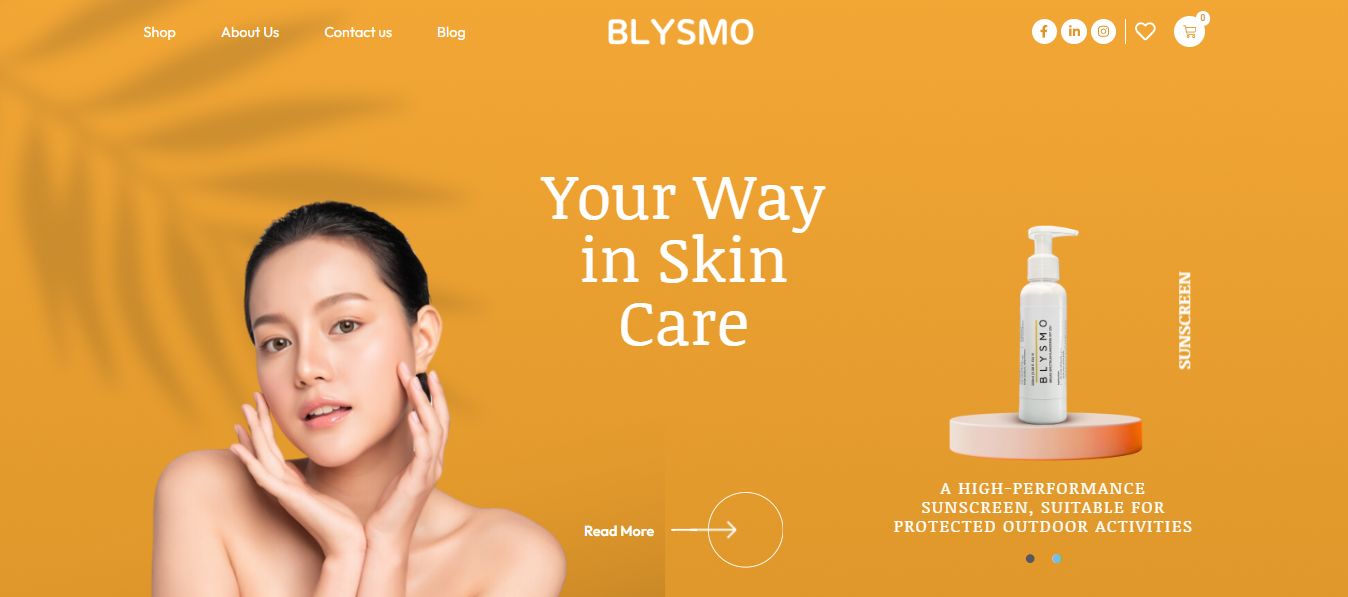 Shop
About Us
Contact us
Blog
BLYSMO
0
Your Way
in Skin
Care
SUNSCREEN
BLYSMO
Read More
A HIGH-PERFORMANCE
SUNSCREEN, SUITABLE FOR
PROTECTED OUTDOOR ACTIVITIES